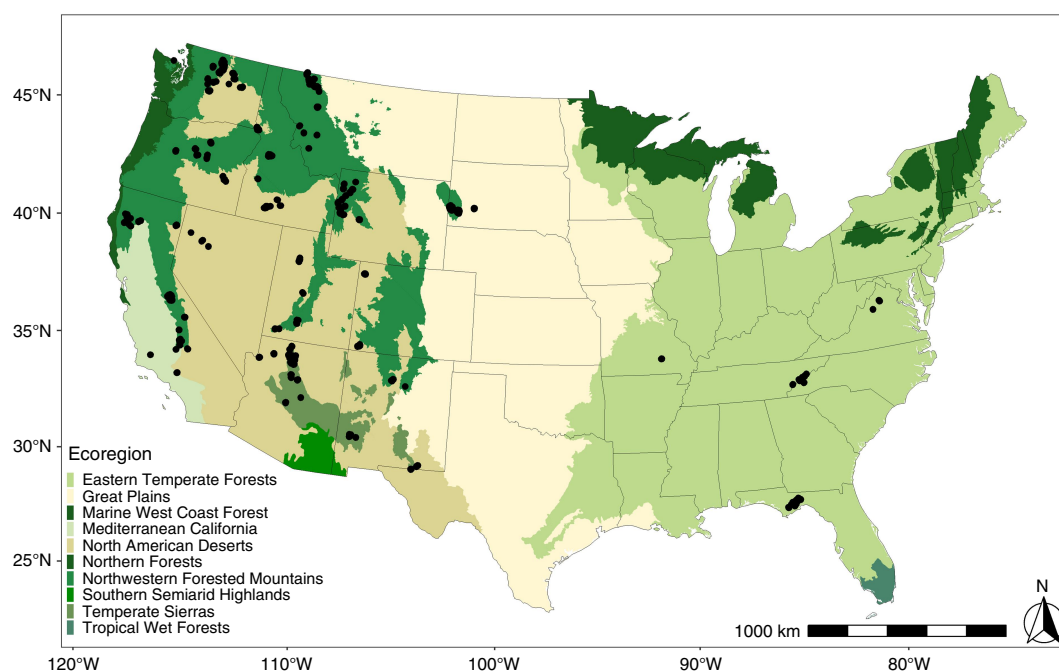 45°N
40°N
35°N
30°N
25°N
Ecoregion
Eastern Temperate Forests
Great Plains
Marine West Coast Forest
Mediterranean California
North American Deserts
Northern Forests
Northwestern Forested Mountains
Southern Semiarid Highlands
Temperate Sierras
Tropical Wet Forests
N
1000 km
120°W
110°W
100°W
90°W
80°W